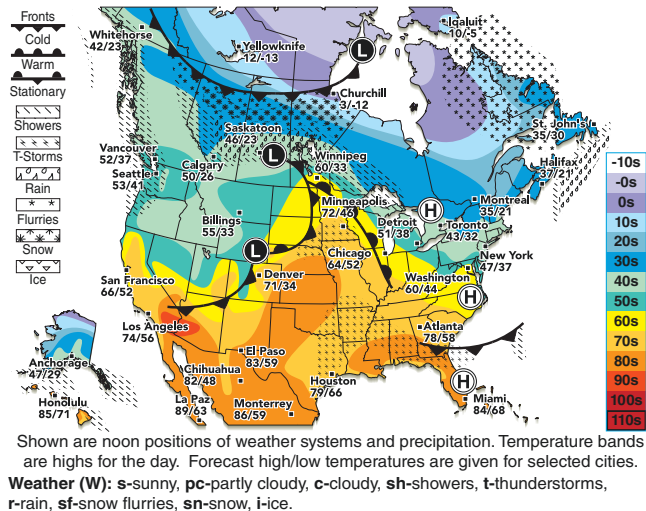 Fronts
Cold
Warm
Stationary
Showers
T-Storms
Rain
Flurries
Snow
Ice
Whitehorse
42/23
Yellowknife
12/-13
Iqaluit
10/-5
L
Churchill
3/-12
St. John's
35/30
Saskatoon
46/23
Vancouver
52/37
Calgary
50/26
L
Winnipeg
60/33
Halifax
37/21
Seattle
53/41
Minneapolis
72/46
Montreal
35/21
H
Billings
55/33
Detroit
51/38
Toronto
43/32
L
Chicago
64/52
New York
47/37
San Francisco
66/52
Denver
71/34
Washington
60/44
H
Los Angeles
74/56
Atlanta
78/58
El Paso
83/59
Anchorage
47/29
Chihuahua
82/48
Houston
79/66
H
Honolulu
85/71
La Paz
89/63
Monterrey
86/59
Miami
84/68
-10s
-0s
0s
10s
20s
30s
40s
50s
60s
70s
80s
90s
100s
110s
Shown are noon positions of weather systems and precipitation. Temperature bands
are highs for the day. Forecast high/low temperatures are given for selected cities.
Weather (W): s-sunny, pc-partly cloudy, c-cloudy, sh-showers, t-thunderstorms,
r-rain, sf-snow flurries, sn-snow, i-ice.